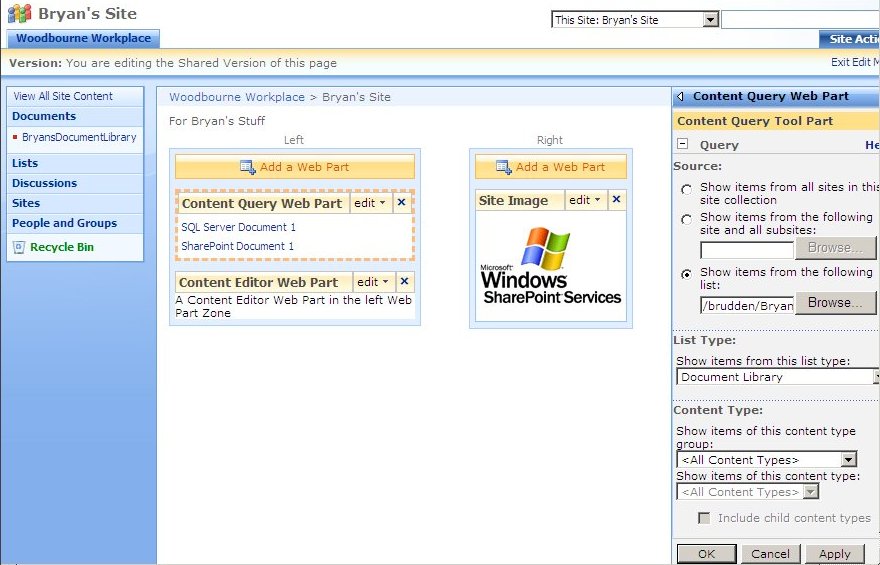 Bryan's Site
This Site: Bryan's Site
Woodbourne Workplace
Site Acti
Version: You are editing the Shared Version of this page
Exit Edit M
View All Site Content
Documents
BryansDocumentLibrary
Lists
Discussions
Sites
People and Groups
Recycle Bin
Woodbourne Workplace > Bryan's Site
For Bryan's Stuff
Left
Add a Web Part
Content Query Web Part edit ×
SQL Server Document 1
SharePoint Document 1
Content Editor Web Part edit ×
A Content Editor Web Part in the left Web
Part Zone
Right
Add a Web Part
Site Image edit ×
Microsoft
Windows
SharePoint Services
Content Query Web Part
Content Query Tool Part
Query He
Source:
Show items from all sites in this
site collection
Show items from the following
site and all subsites:
Browse...
Show items from the following
list:
/brudden/Bryan Browse...
List Type:
Show items from this list type:
Document Library
Content Type:
Show items of this content type
group:
<All Content Types>
Show items of this content type:
<All Content Types>
Include child content types
OK Cancel Apply